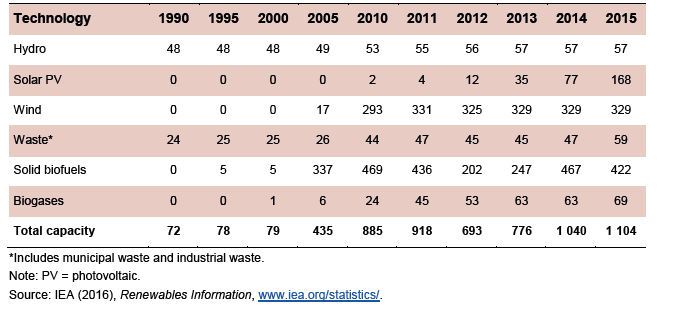 Technology 1990 1995 2000 2005 2010 2011 2012 2013 2014 2015
Hydro 48 48 48 49 53 55 56 57 57 57
Solar PV 0 0 0 0 2 4 12 35 77 168
Wind 0 0 0 17 293 331 325 329 329 329
Waste* 24 25 25 26 44 47 45 45 47 59
Solid biofuels 0 5 5 337 469 436 202 247 467 422
Biogases 0 0 1 6 24 45 53 63 63 69
Total capacity 72 78 79 435 885 918 693 776 1 040 1 104
*Includes municipal waste and industrial waste.
Note: PV = photovoltaic.
Source: IEA (2016), Renewables Information, www.iea.org/statistics/.